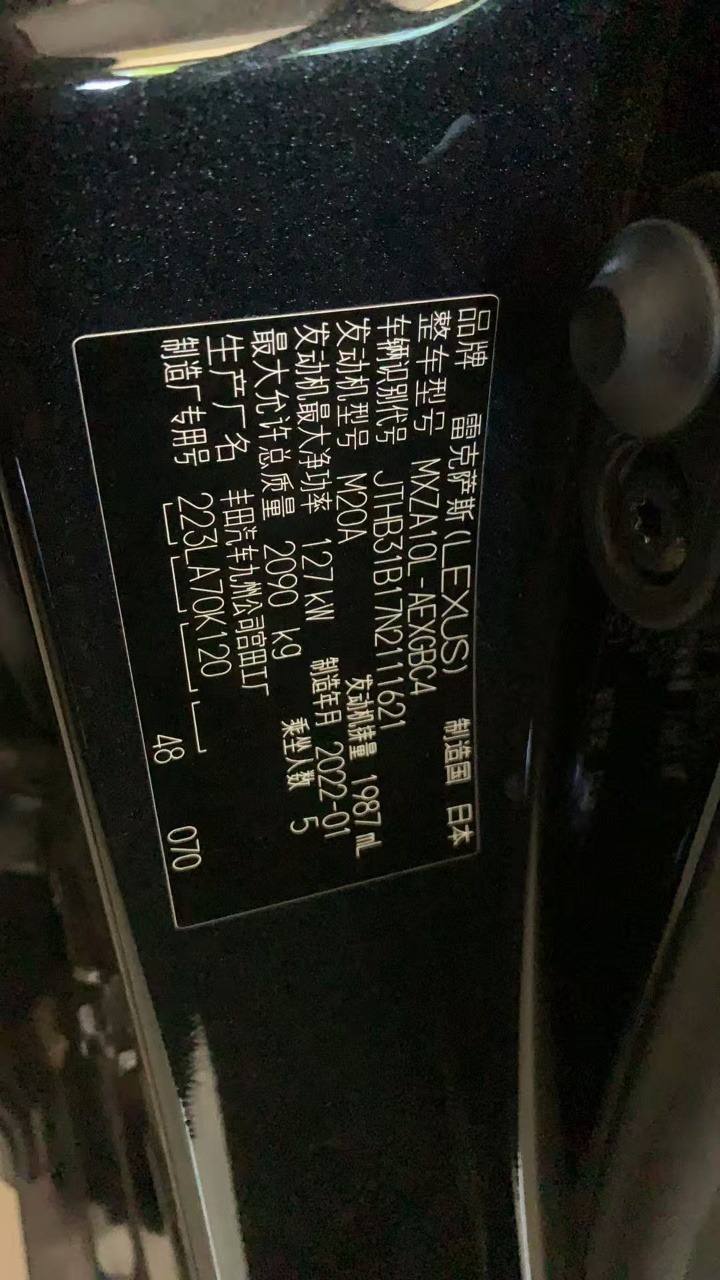 品牌 雷克萨斯(LEXUS) 制造国 日本
整车型号 MXZA10L-AEXGBC4
车辆识别代号 JTHB31B17N2111621
发动机型号 M20A 发动机排量 1987 mL
发动机最大净功率 127 kW 制造年月 2022-01
最大允许总质量 2090 kg 乘坐人数 5
生产厂名 丰田汽车九州公司宫田工厂
制造厂专用号 223LA70K120
48 070